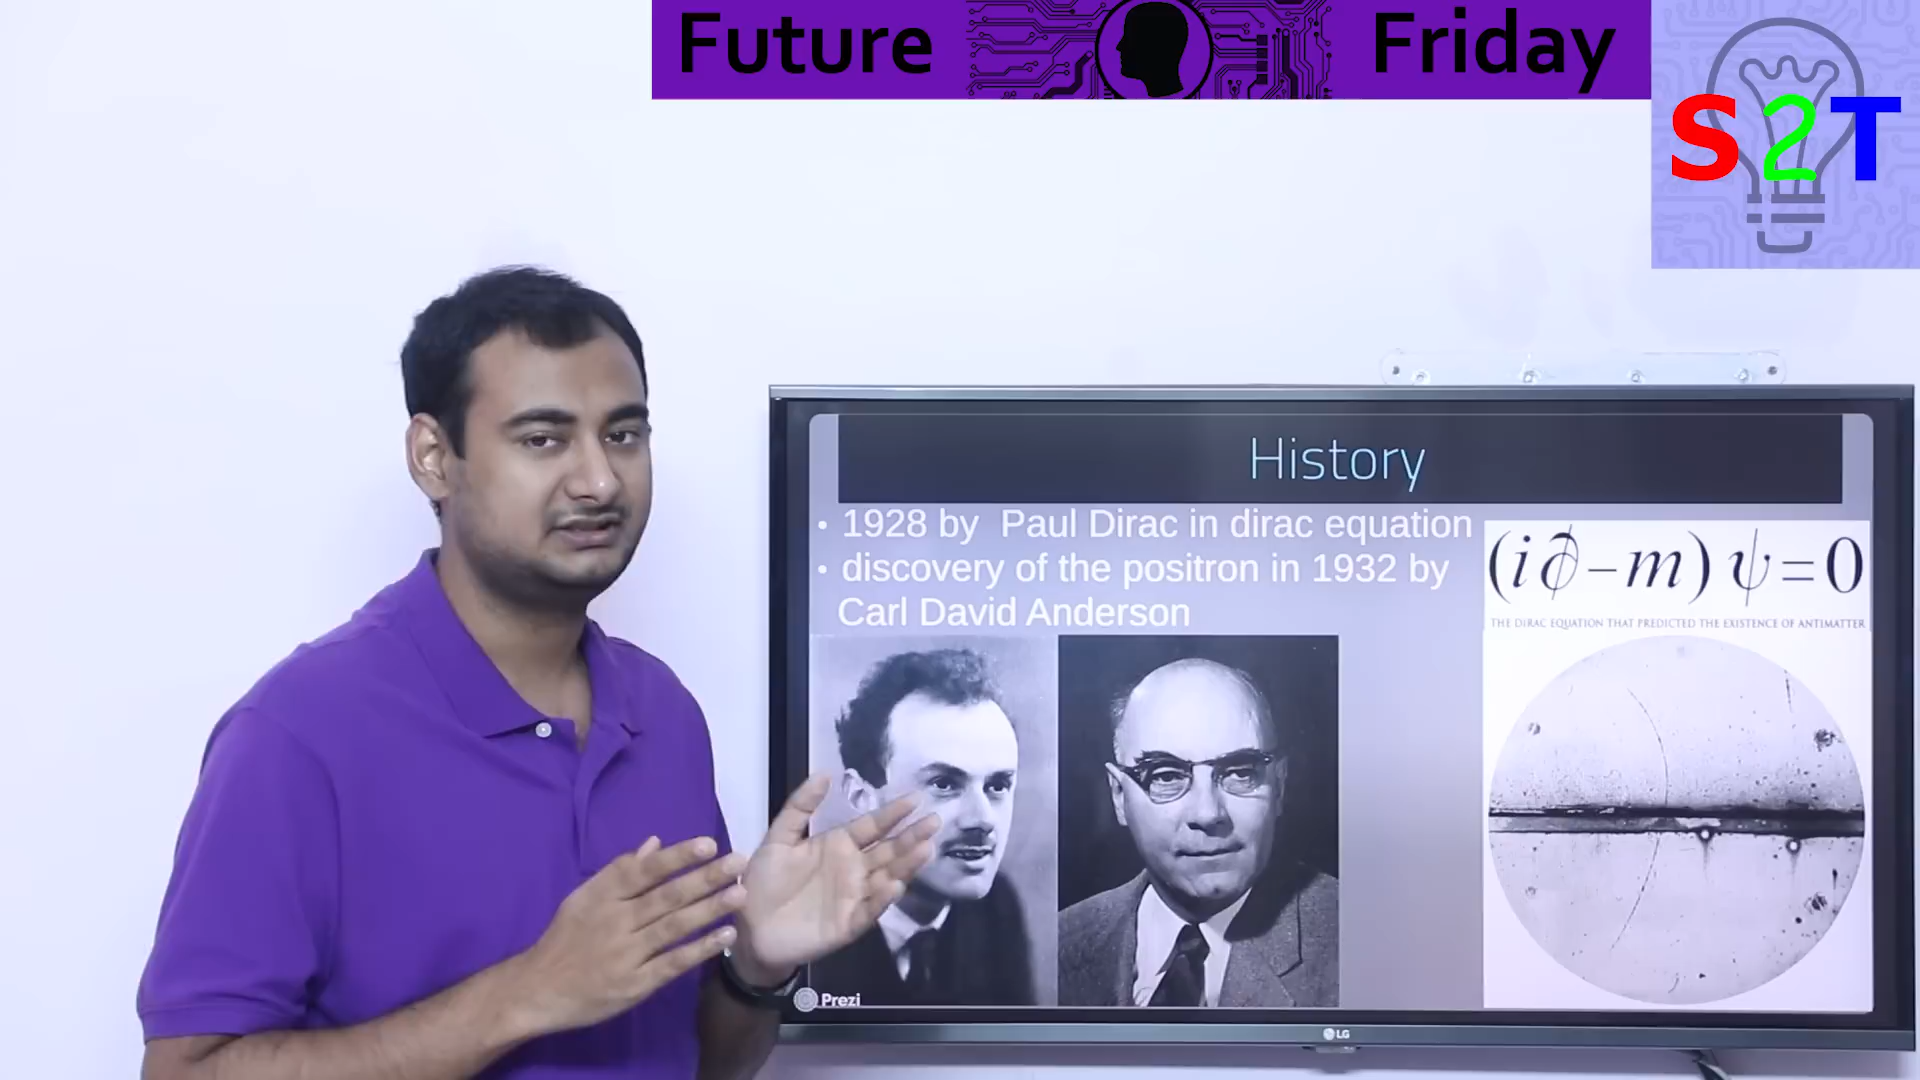 Future Friday
S2T
History
• 1928 by Paul Dirac in dirac equation
• discovery of the positron in 1932 by
Carl David Anderson
(i∂̸ – m) ψ = 0
THE DIRAC EQUATION THAT PREDICTED THE EXISTENCE OF ANTIMATTER
Prezi
LG